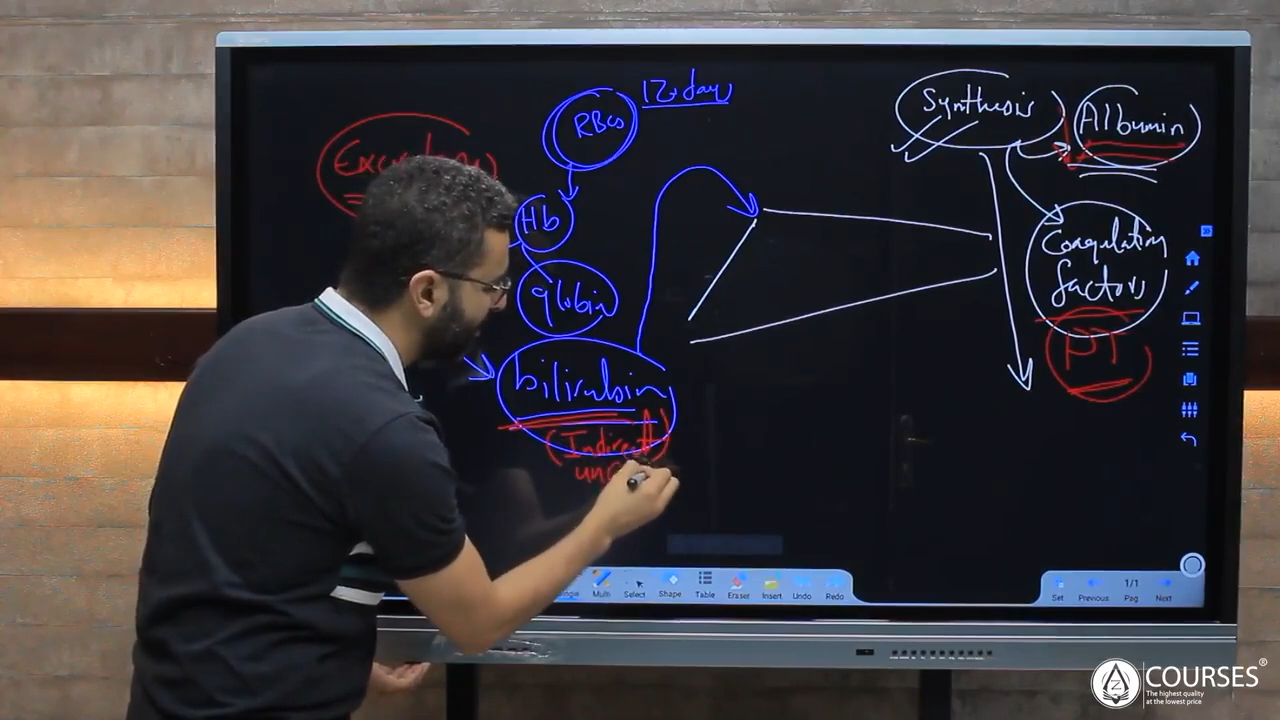 RBCs
120 days
Hb
globin
bilirubin
(Indirect)
Synthesis
Albumin
Coagulation
factors
PT
Multi
Select
Shape
Table
Eraser
Insert
Undo
Redo
Set
Previous
1/1
Pag
Next
COURSES®
The highest quality
at the lowest price